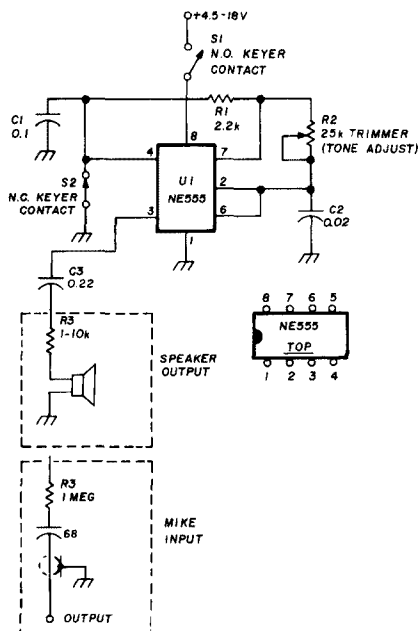 +4.5-18V
S1
N.O. KEYER
CONTACT
C1
0.1
R1
2.2k
R2
25k TRIMMER
(TONE ADJUST)
8
4
7
U1
NE555
2
3
6
1
S2
N.C. KEYER
CONTACT
C2
0.02
C3
0.22
R3
1-10k
SPEAKER
OUTPUT
8 7 6 5
NE555
TOP
1 2 3 4
R3
1 MEG
68
MIKE
INPUT
OUTPUT